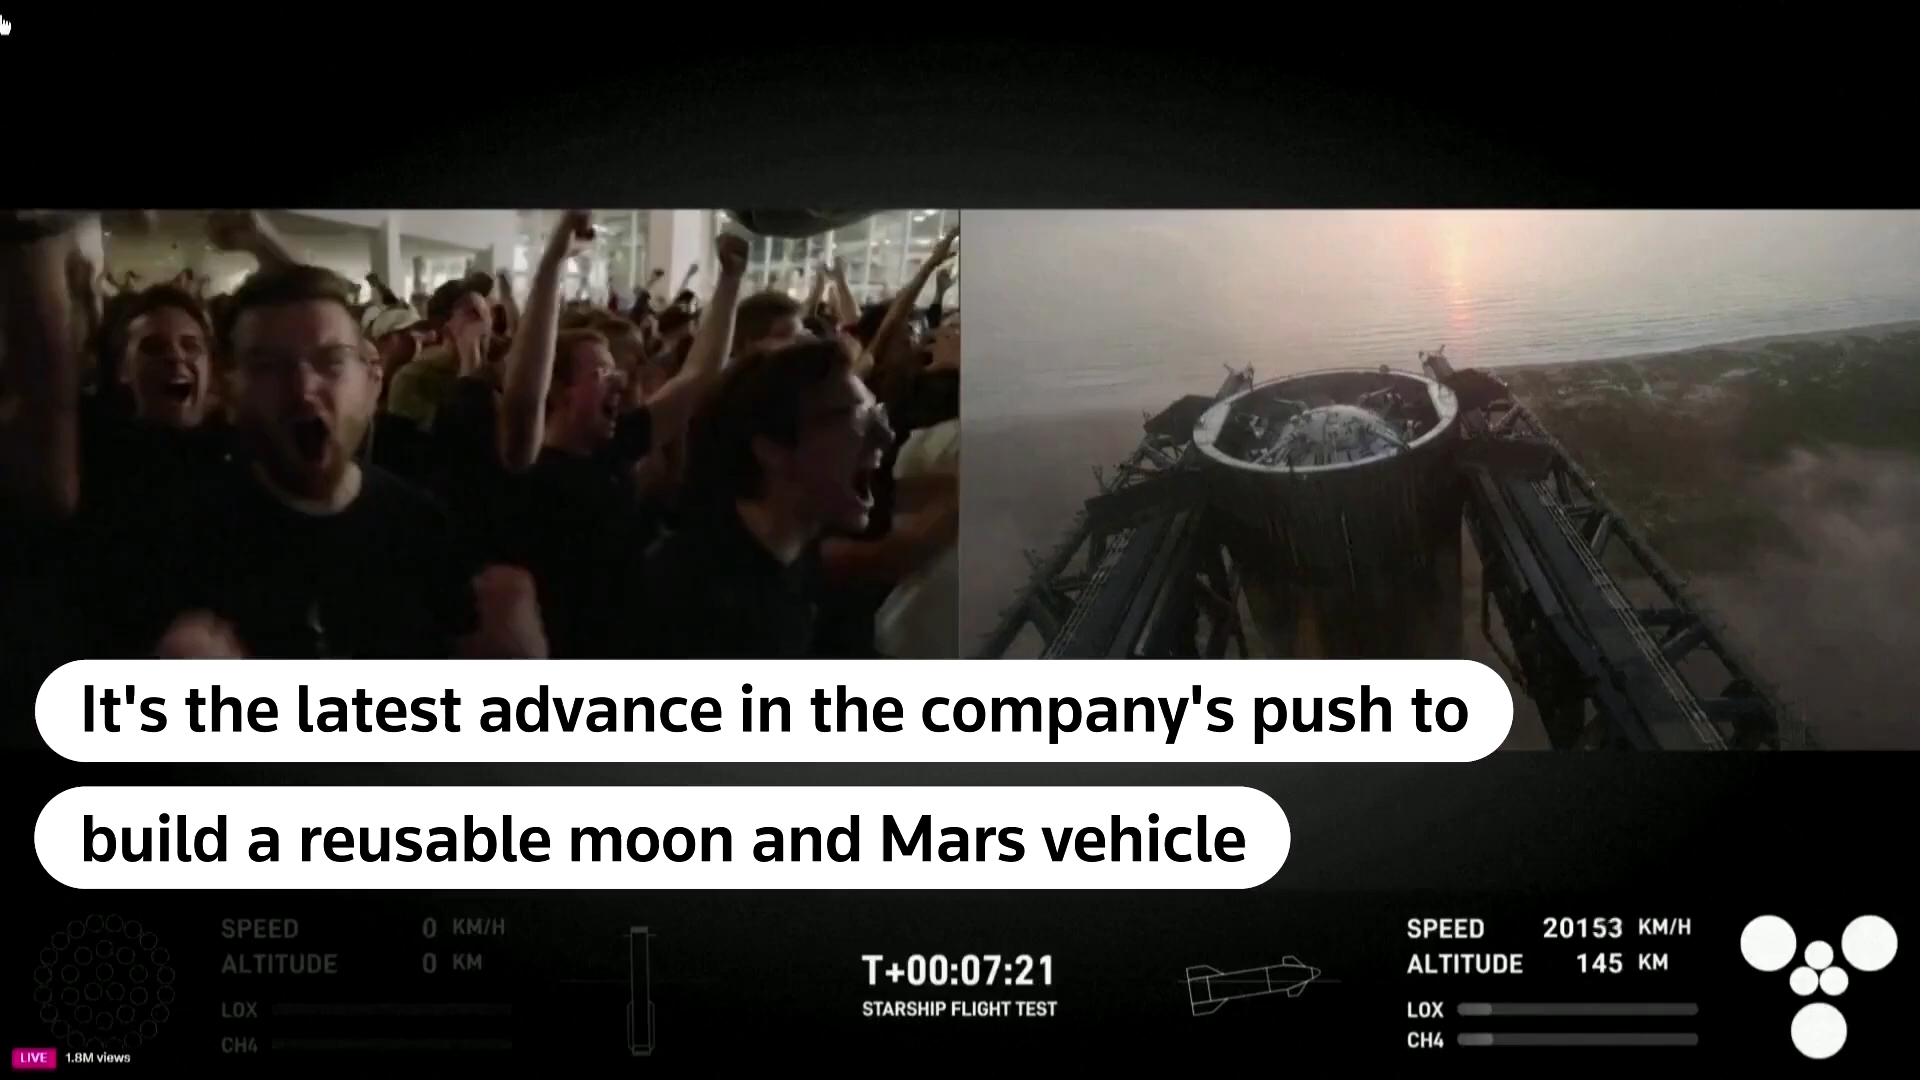 It's the latest advance in the company's push to
build a reusable moon and Mars vehicle
SPEED 0 KM/H
ALTITUDE 0 KM
LOX
CH4
T+00:07:21
STARSHIP FLIGHT TEST
SPEED 20153 KM/H
ALTITUDE 145 KM
LOX
CH4
LIVE 1.8M views